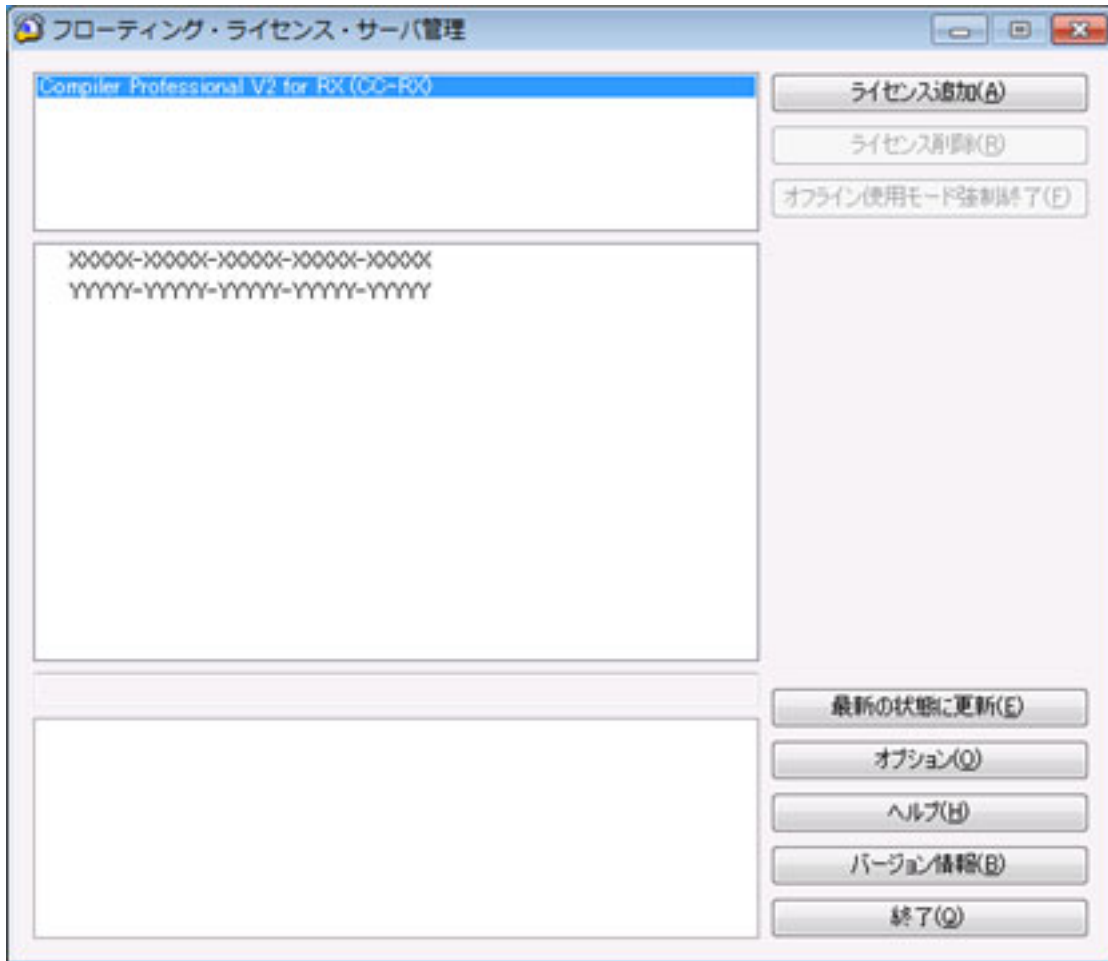 フローティング・ライセンス・サーバ管理
Compiler Professional V2 for RX (CC-RX)
ライセンス追加(A)
ライセンス削除(R)
オフライン使用モード強制終了(F)
XXXXX-XXXXX-XXXXX-XXXXX-XXXXX
YYYYY-YYYYY-YYYYY-YYYYY-YYYYY
最新の状態に更新(E)
オプション(O)
ヘルプ(H)
バージョン情報(B)
終了(Q)